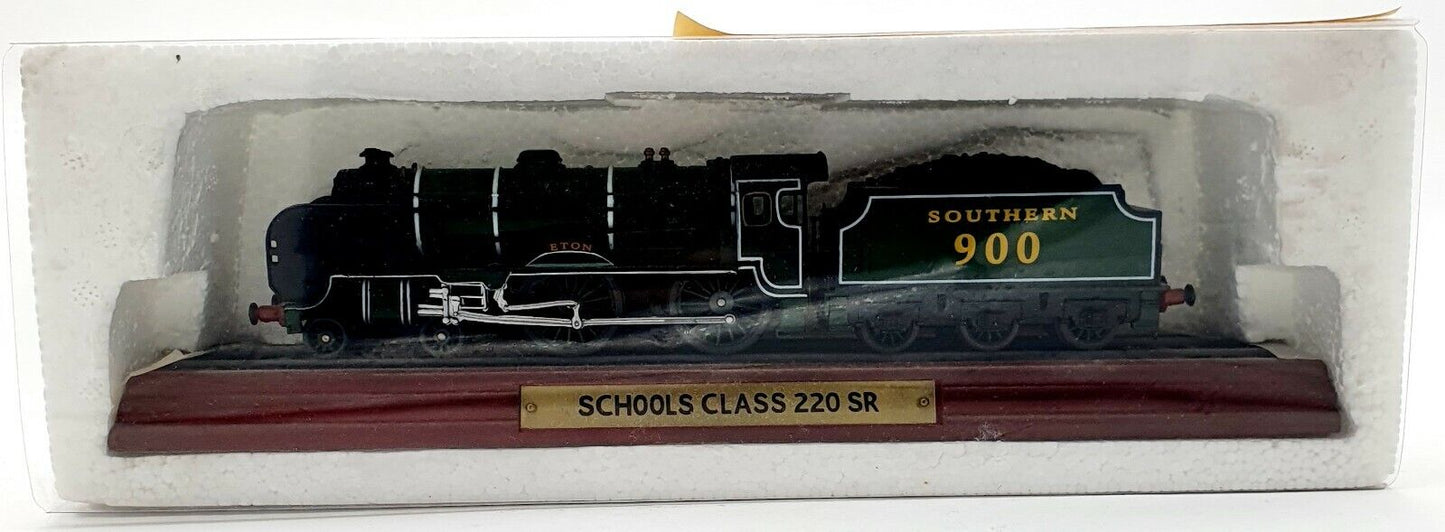 ETON
SOUTHERN
900
SCHOOLS CLASS 220 SR